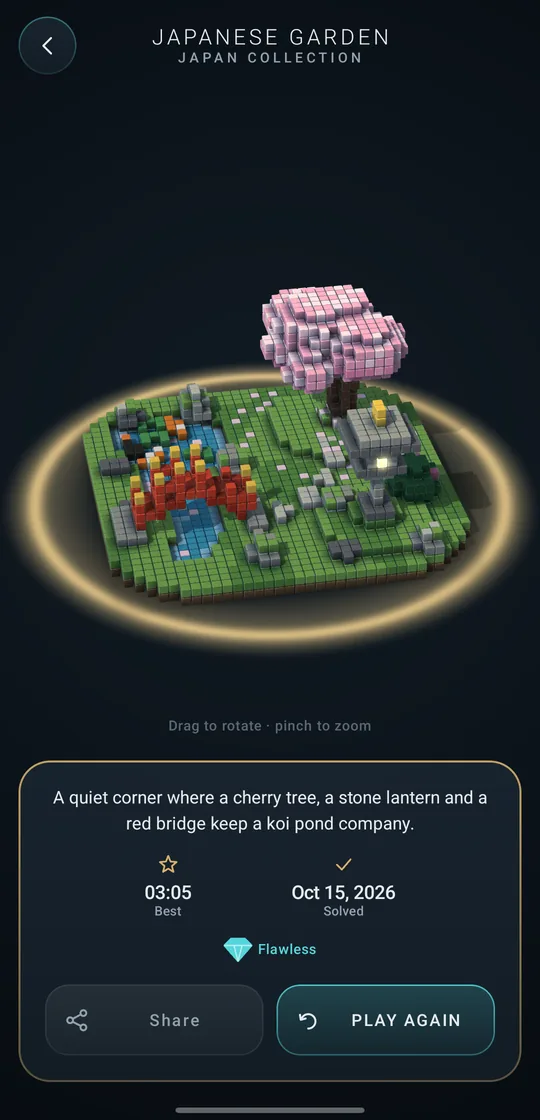 JAPANESE GARDEN
JAPAN COLLECTION
Drag to rotate · pinch to zoom
A quiet corner where a cherry tree, a stone lantern and a
red bridge keep a koi pond company.
03:05
Best
Oct 15, 2026
Solved
Flawless
Share
PLAY AGAIN